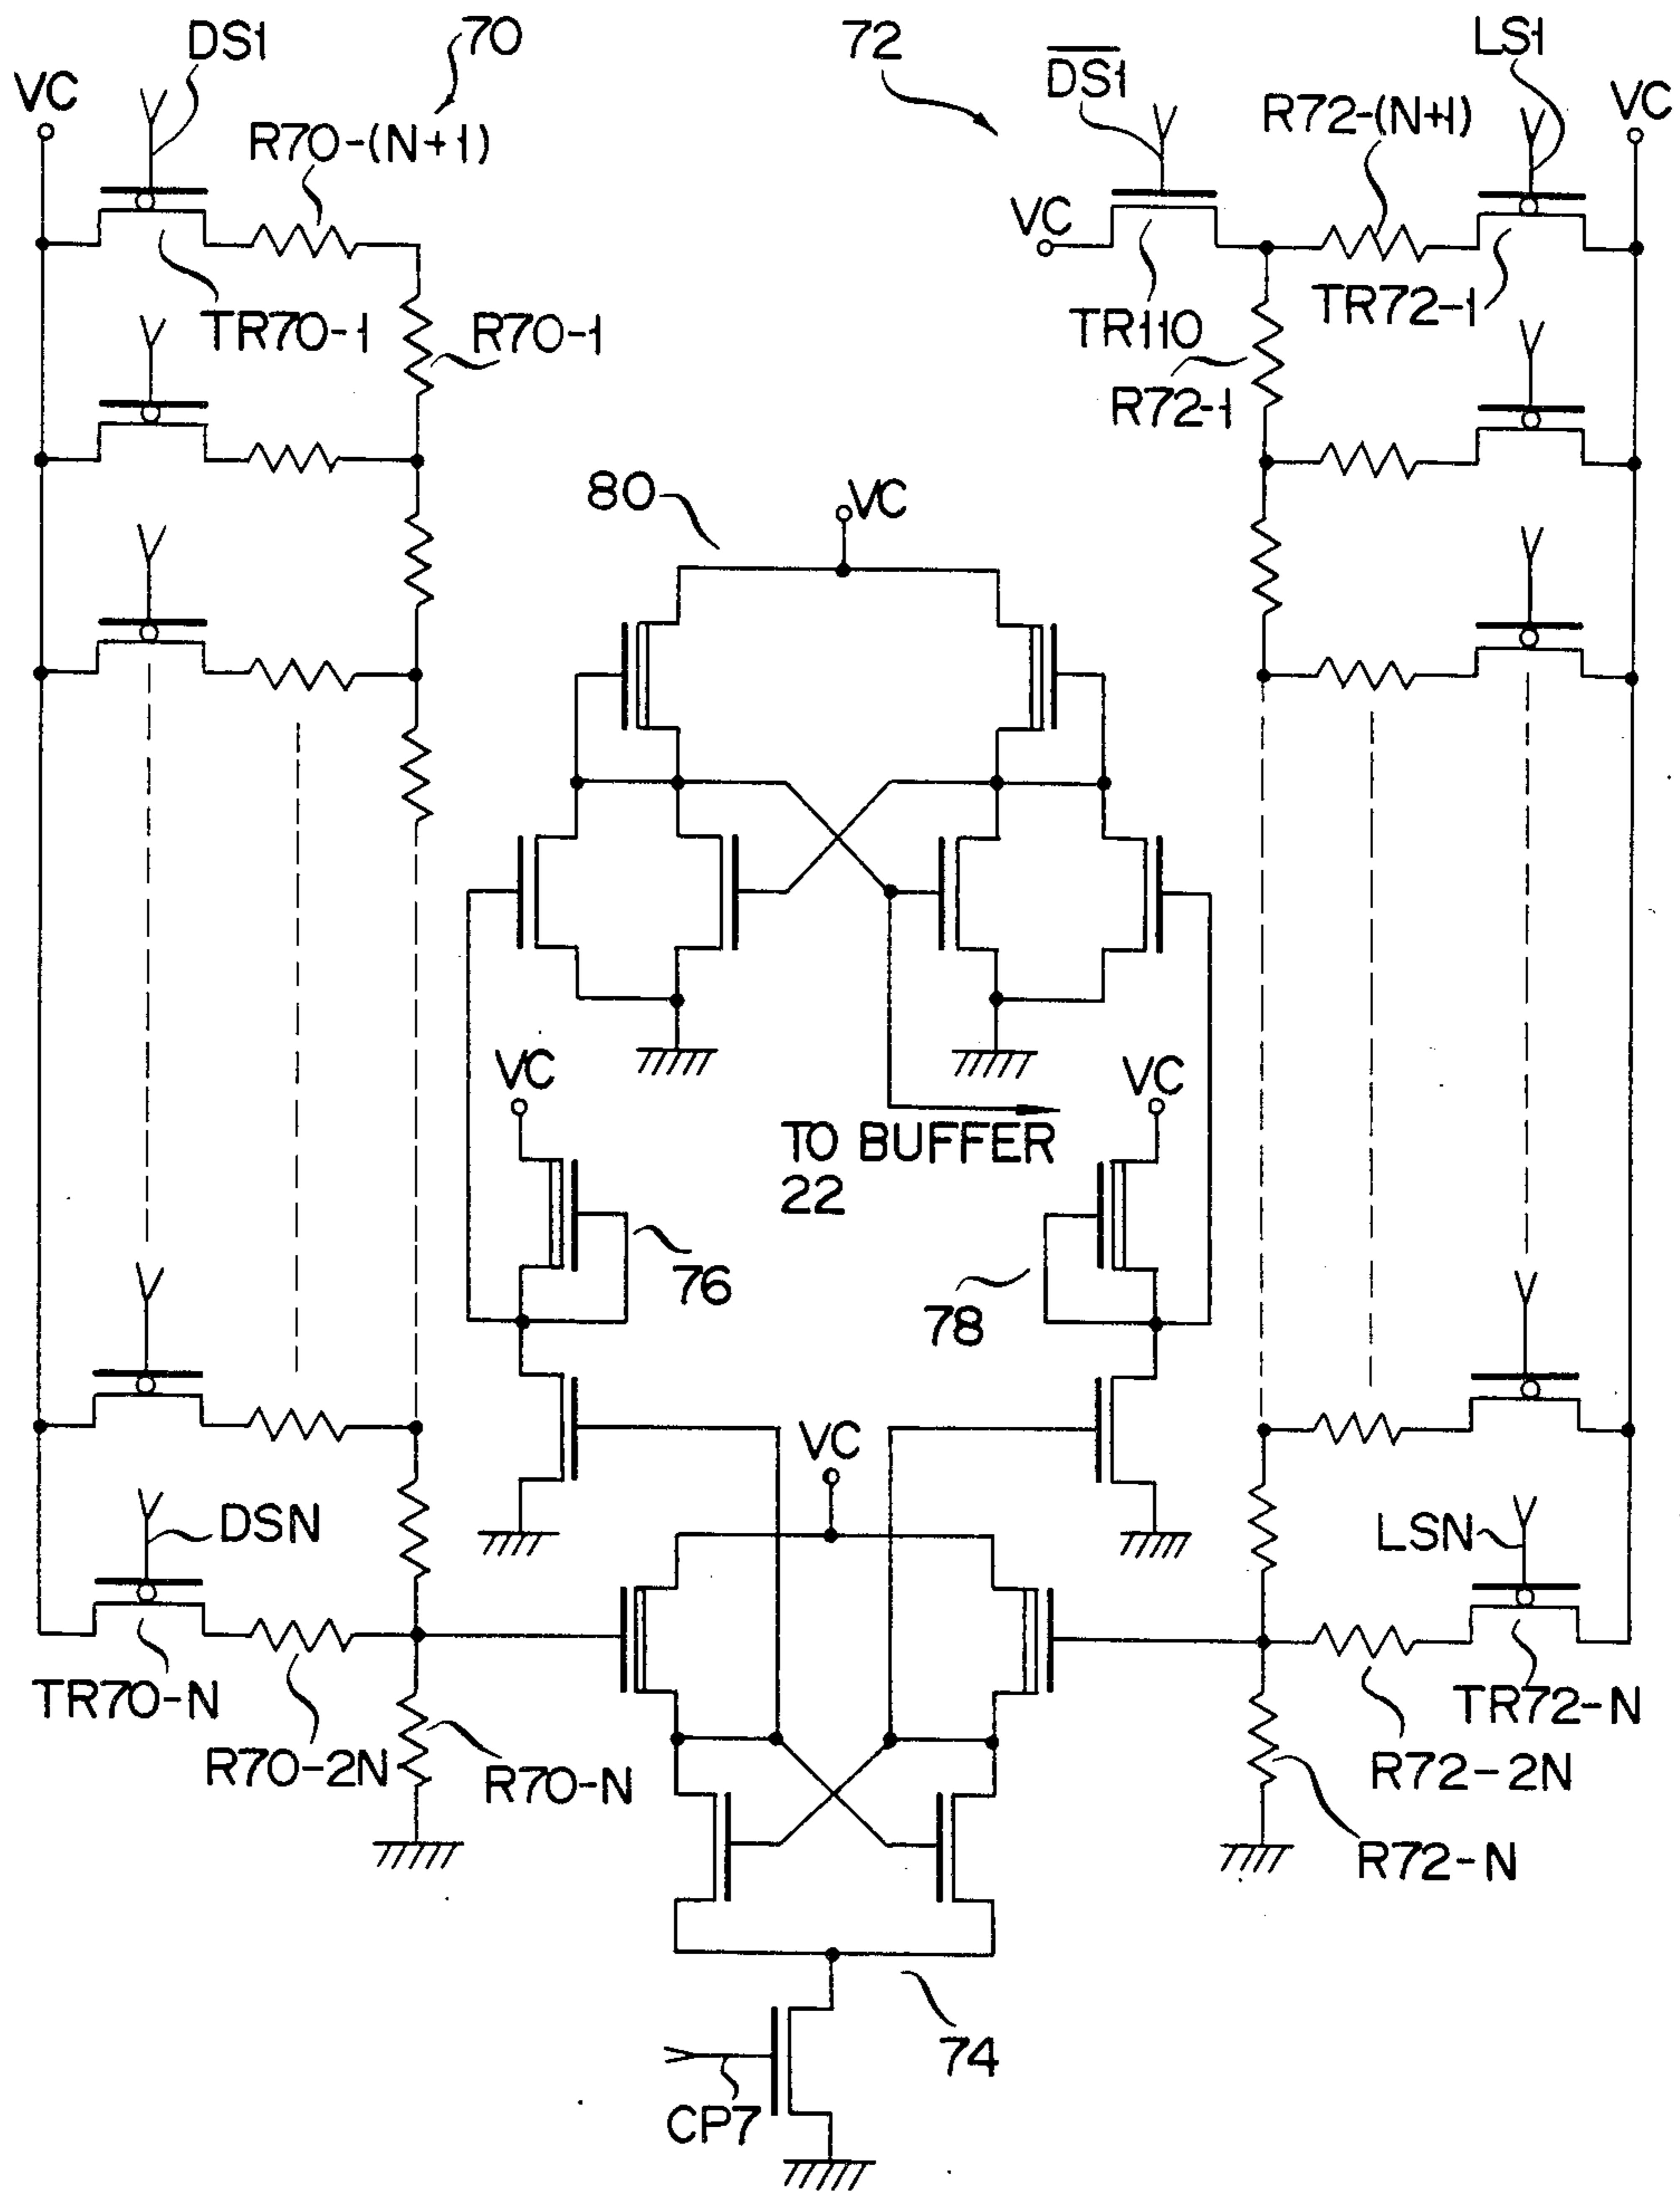 DS1
70
72
D̅S̅1̅
LS1
VC
R70-(N+1)
R72-(N+1)
VC
VC
TR70-1
R70-1
TR110
TR72-1
R72-1
80
VC
VC
VC
TO BUFFER
22
76
78
VC
DSN
LSN
TR70-N
R70-2N
R70-N
TR72-N
R72-2N
R72-N
74
CP7